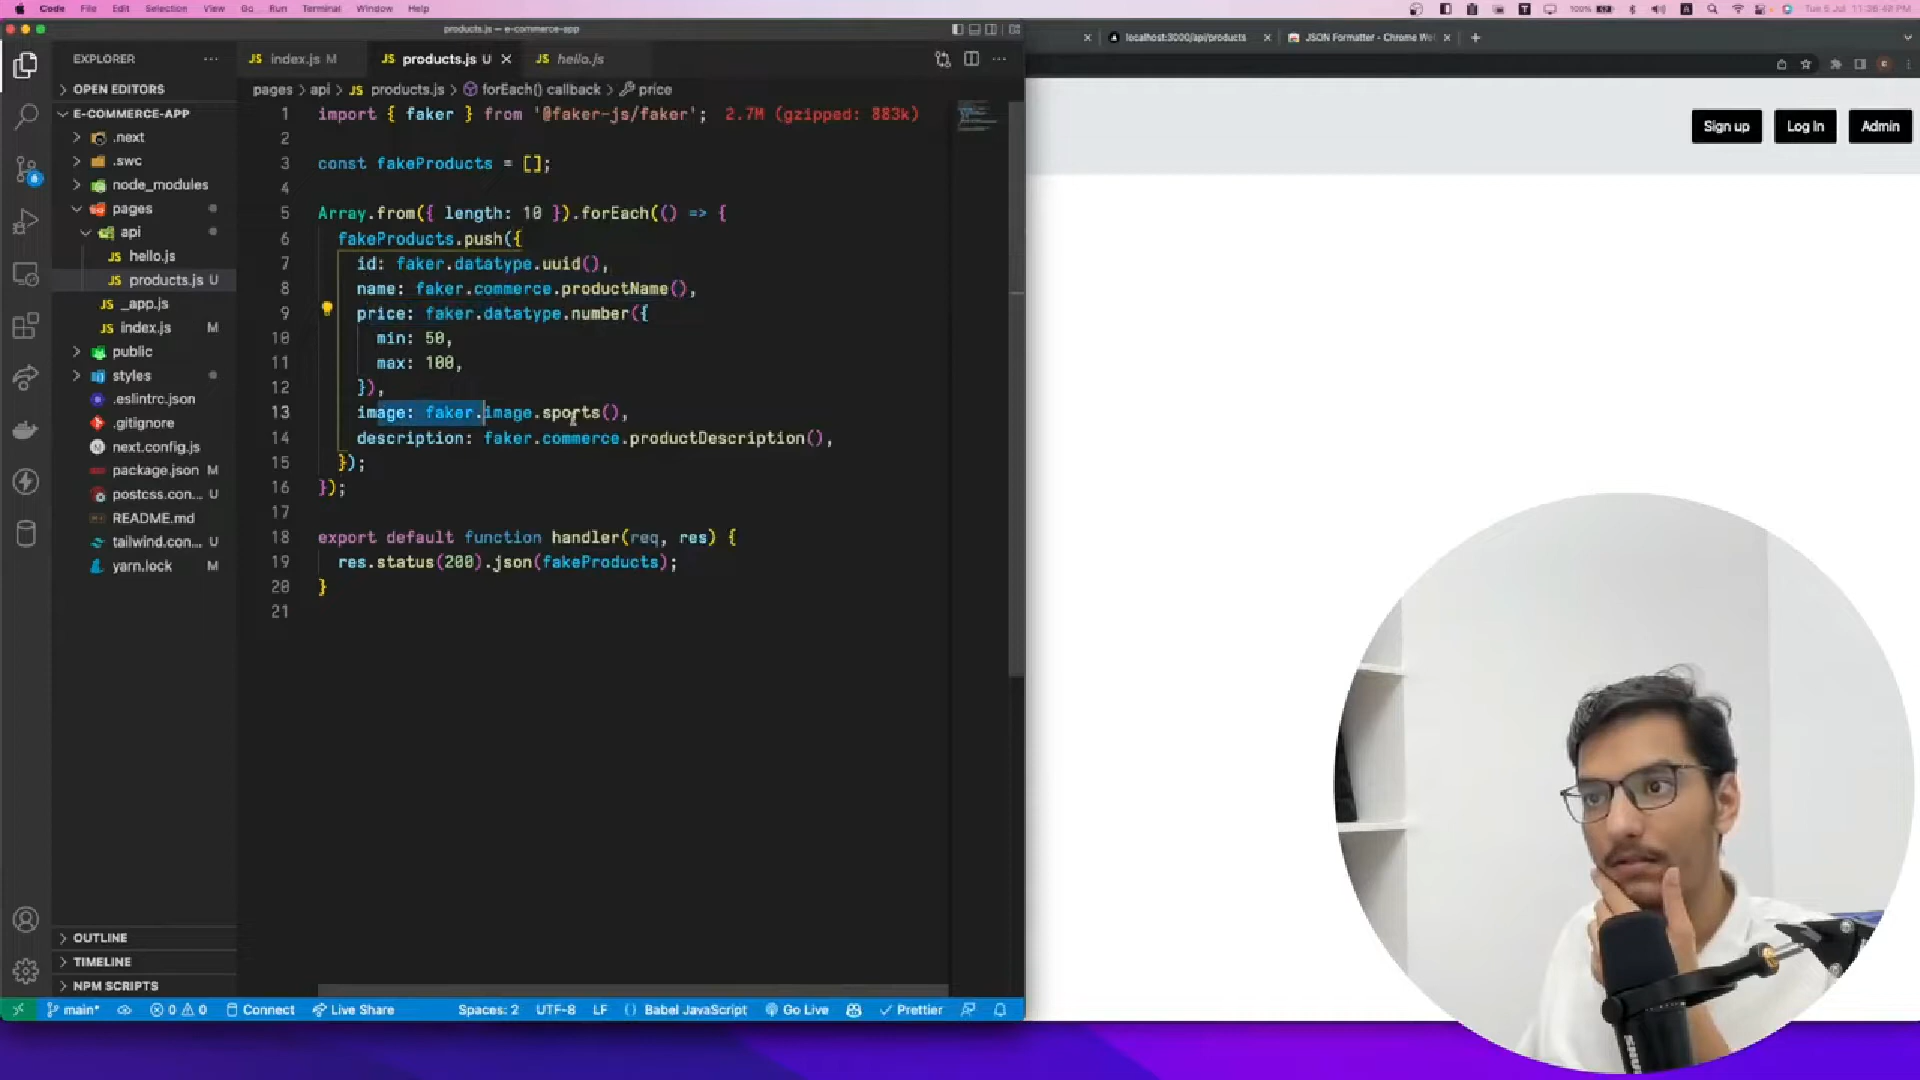 Code File Edit Selection View Go Run Terminal Window Help
100%
products.js — e-commerce-app
localhost:3000/api/products
JSON Formatter - Chrome We
EXPLORER
OPEN EDITORS
E-COMMERCE-APP
.next
.swc
node_modules
pages
api
hello.js
products.js U
_app.js
index.js M
public
styles
.eslintrc.json
.gitignore
next.config.js
package.json M
postcss.con... U
README.md
tailwind.con... U
yarn.lock M
OUTLINE
TIMELINE
NPM SCRIPTS
JS index.js M
JS products.js U
JS hello.js
pages > api > JS products.js > forEach() callback > price
1 import { faker } from '@faker-js/faker'; 2.7M (gzipped: 883k)
2
3 const fakeProducts = [];
4
5 Array.from({ length: 10 }).forEach(() => {
6 fakeProducts.push({
7 id: faker.datatype.uuid(),
8 name: faker.commerce.productName(),
9 price: faker.datatype.number({
10 min: 50,
11 max: 100,
12 }),
13 image: faker.image.sports(),
14 description: faker.commerce.productDescription(),
15 });
16 });
17
18 export default function handler(req, res) {
19 res.status(200).json(fakeProducts);
20 }
21
main* 0 0 Connect Live Share Spaces: 2 UTF-8 LF Babel JavaScript Go Live Prettier
Sign up
Log In
Admin